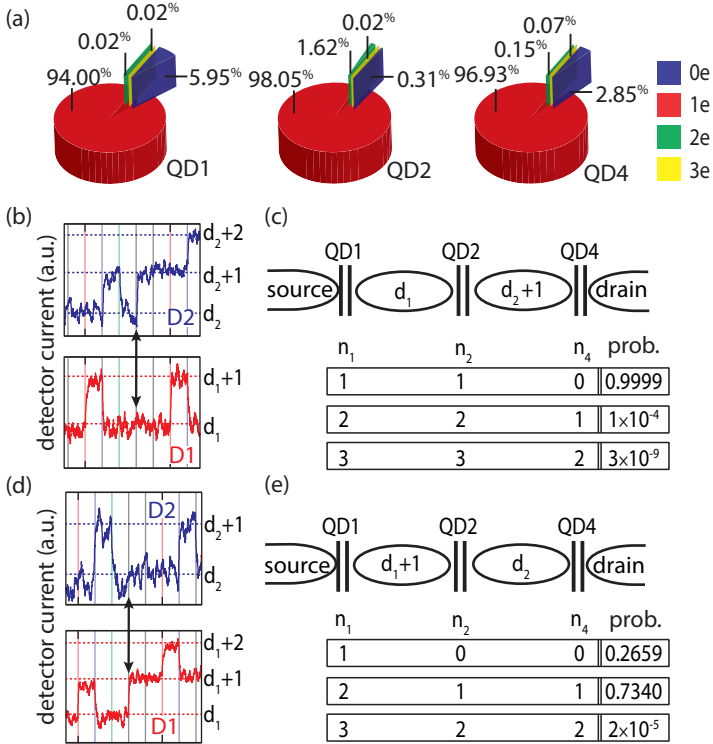 (a)
94.00%
0.02%
0.02%
5.95%
QD1
98.05%
1.62%
0.02%
0.31%
QD2
96.93%
0.15%
0.07%
2.85%
QD4
0e
1e
2e
3e
(b)
detector current (a.u.)
d₂+2
d₂+1
d₂
D2
d₁+1
d₁
D1
(c)
QD1 QD2 QD4
source d₁ d₂+1 drain
n₁ n₂ n₄ prob.
1 1 0 0.9999
2 2 1 1×10⁻⁴
3 3 2 3×10⁻⁹
(d)
detector current (a.u.)
D2
d₂+1
d₂
d₁+2
d₁+1
d₁
D1
(e)
QD1 QD2 QD4
source d₁+1 d₂ drain
n₁ n₂ n₄ prob.
1 0 0 0.2659
2 1 1 0.7340
3 2 2 2×10⁻⁵